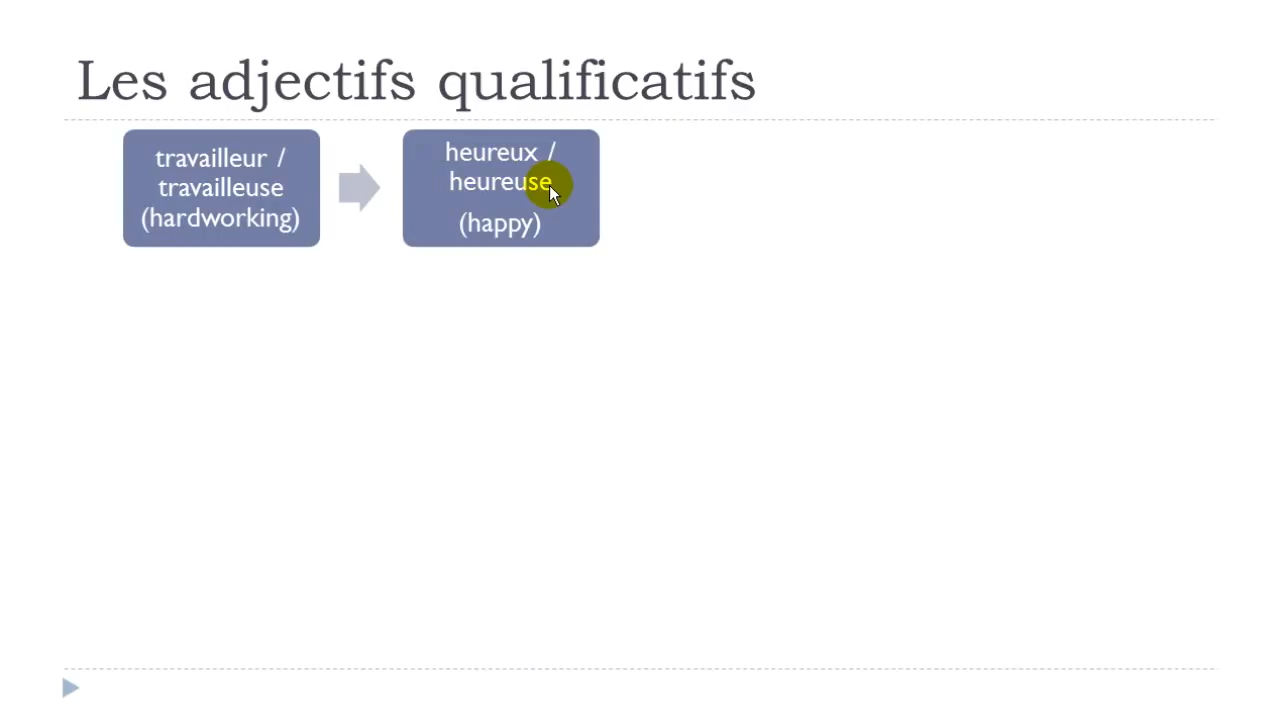 Les adjectifs qualificatifs
travailleur /
travailleuse
(hardworking)
heureux /
heureuse
(happy)